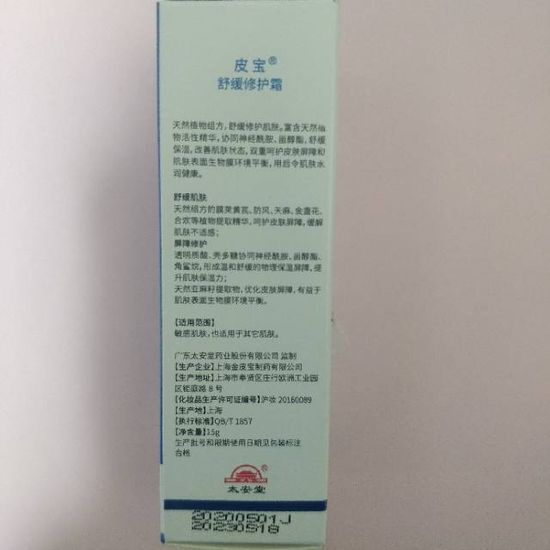 皮宝®
舒缓修护霜
天然植物组方,舒缓修护肌肤。富含天然植
物活性精华,协同神经酰胺、甾醇酯,舒缓
保湿,改善肌肤状态,双重呵护皮肤屏障和
肌肤表面生物膜环境平衡,用后令肌肤水
润健康。
舒缓肌肤
天然组方的膜荚黄芪、防风、天麻、金盏花、
合欢等植物提取精华,呵护皮肤屏障,缓解
肌肤不适感;
屏障修护
透明质酸、壳多糖协同神经酰胺、甾醇酯、
角鲨烷,形成温和舒缓的物理保湿屏障,提
升肌肤保湿力;
天然亚麻籽提取物,优化皮肤屏障,有益于
肌肤表面生物膜环境平衡。
【适用范围】
敏感肌肤,也适用于其它肌肤。
广东太安堂药业股份有限公司 监制
【生产企业】上海金皮宝制药有限公司
【生产地址】上海市奉贤区庄行欧洲工业园
区钜庭路 8 号
【化妆品生产许可证编号】沪妆 20160089
【生产地】上海
【执行标准】QB/T 1857
【净含量】15g
生产批号和限期使用日期见包装标注
合格
太安堂®
20200501J
20230518